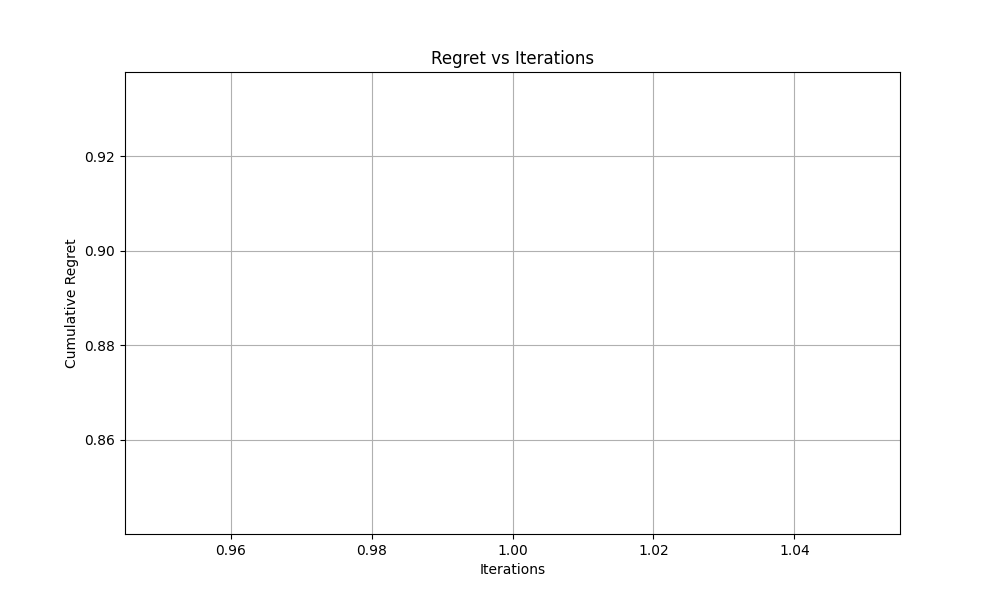 Regret vs Iterations
Cumulative Regret
0.92
0.90
0.88
0.86
0.96 0.98 1.00 1.02 1.04
Iterations